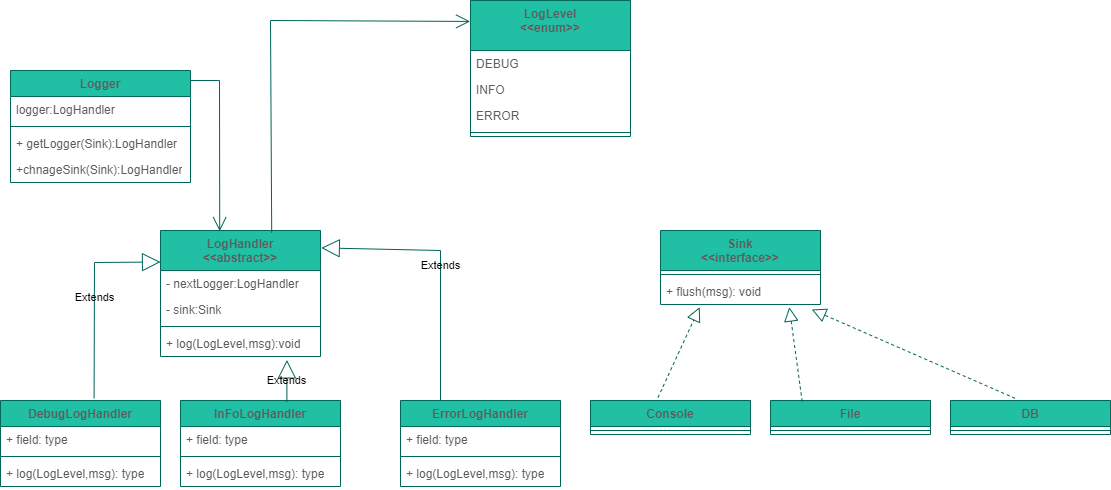 LogLevel
<<enum>>
DEBUG
INFO
ERROR
Logger
logger:LogHandler
+ getLogger(Sink):LogHandler
+chnageSink(Sink):LogHandler
LogHandler
<<abstract>>
- nextLogger:LogHandler
- sink:Sink
+ log(LogLevel,msg):void
Sink
<<interface>>
+ flush(msg): void
Extends
Extends
Extends
DebugLogHandler
+ field: type
+ log(LogLevel,msg): type
InFoLogHandler
+ field: type
+ log(LogLevel,msg): type
ErrorLogHandler
+ field: type
+ log(LogLevel,msg): type
Console
File
DB